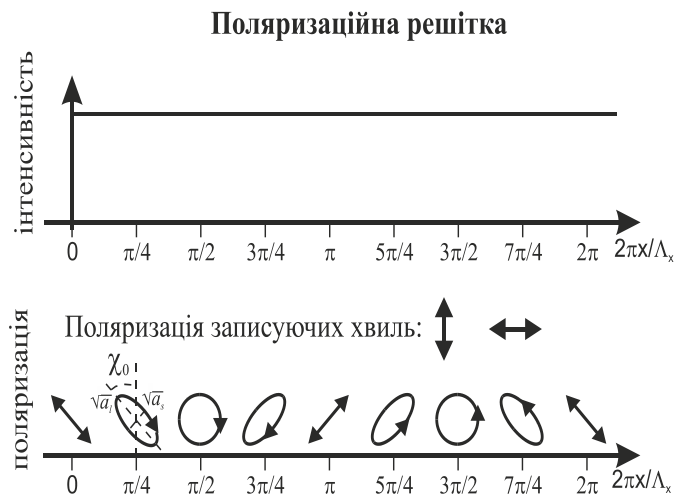 Поляризаційна решітка
інтенсивність
0 π/4 π/2 3π/4 π 5π/4 3π/2 7π/4 2π 2πx/Λₓ
поляризація
Поляризація записуючих хвиль:
χ₀
√aₗ √aₛ
0 π/4 π/2 3π/4 π 5π/4 3π/2 7π/4 2π 2πx/Λₓ